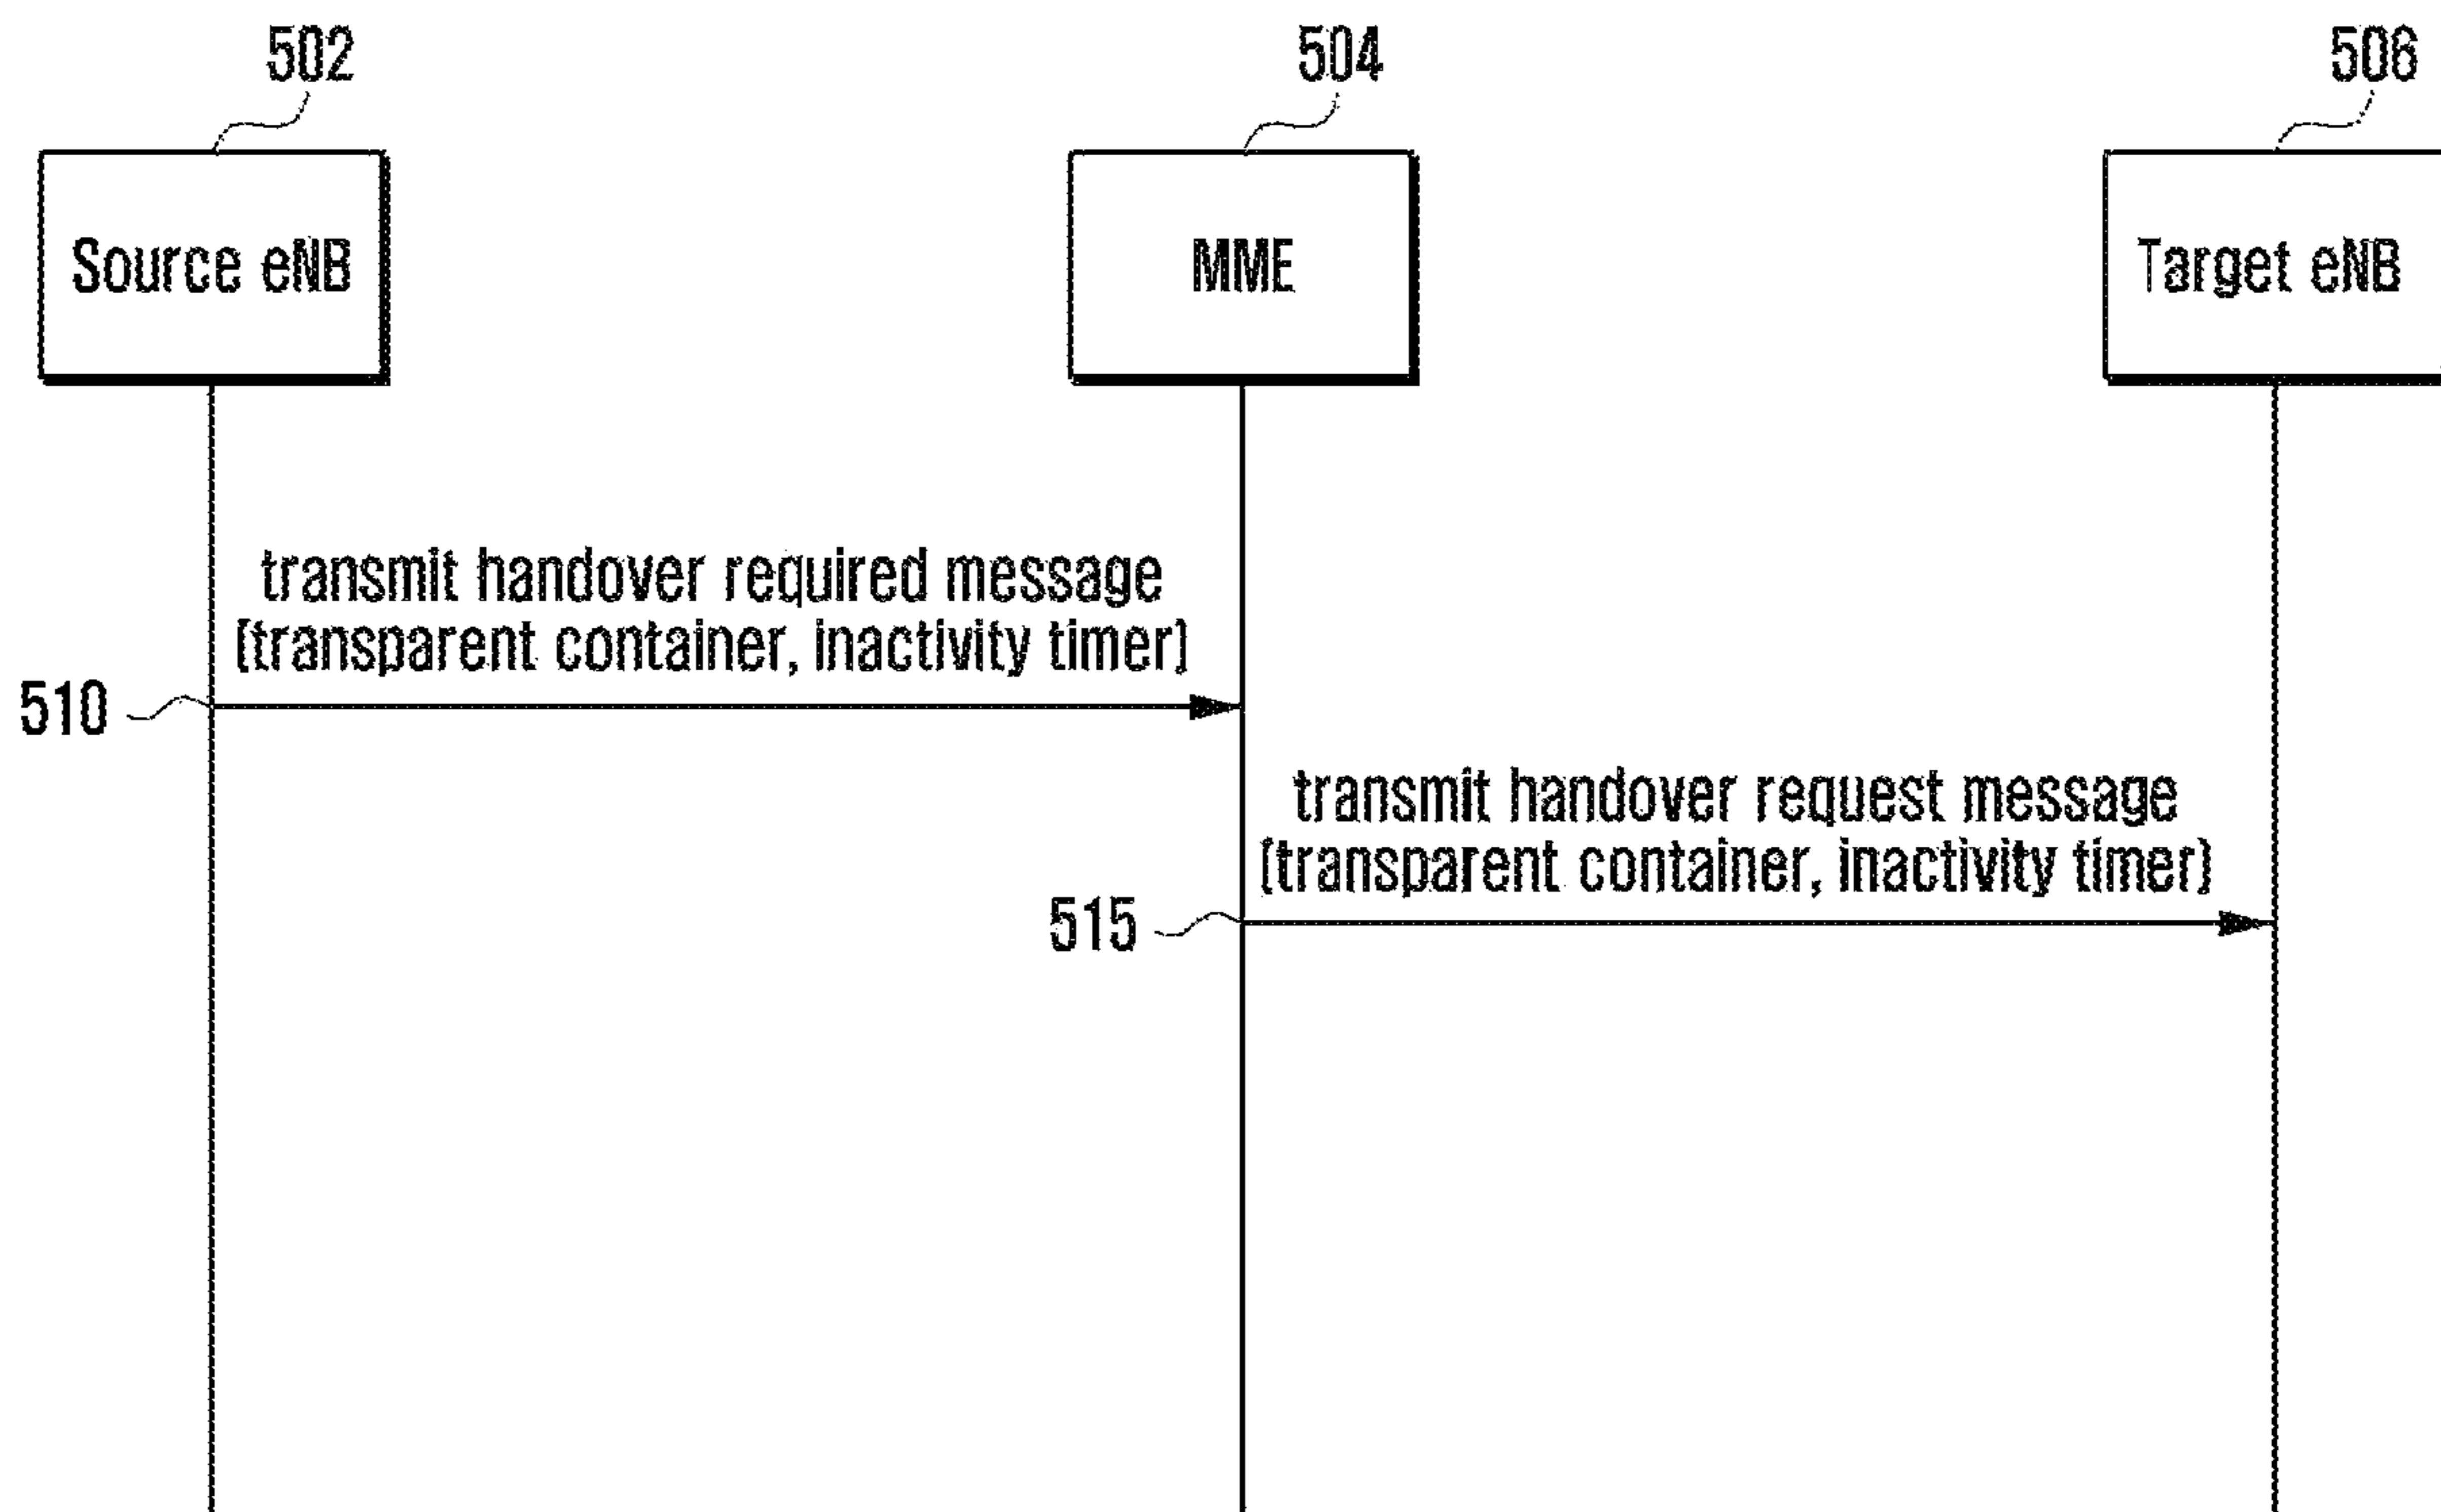 502
504
506
Source eNB
MME
Target eNB
transmit handover required message
(transparent container, inactivity timer)
510
transmit handover request message
(transparent container, inactivity timer)
515